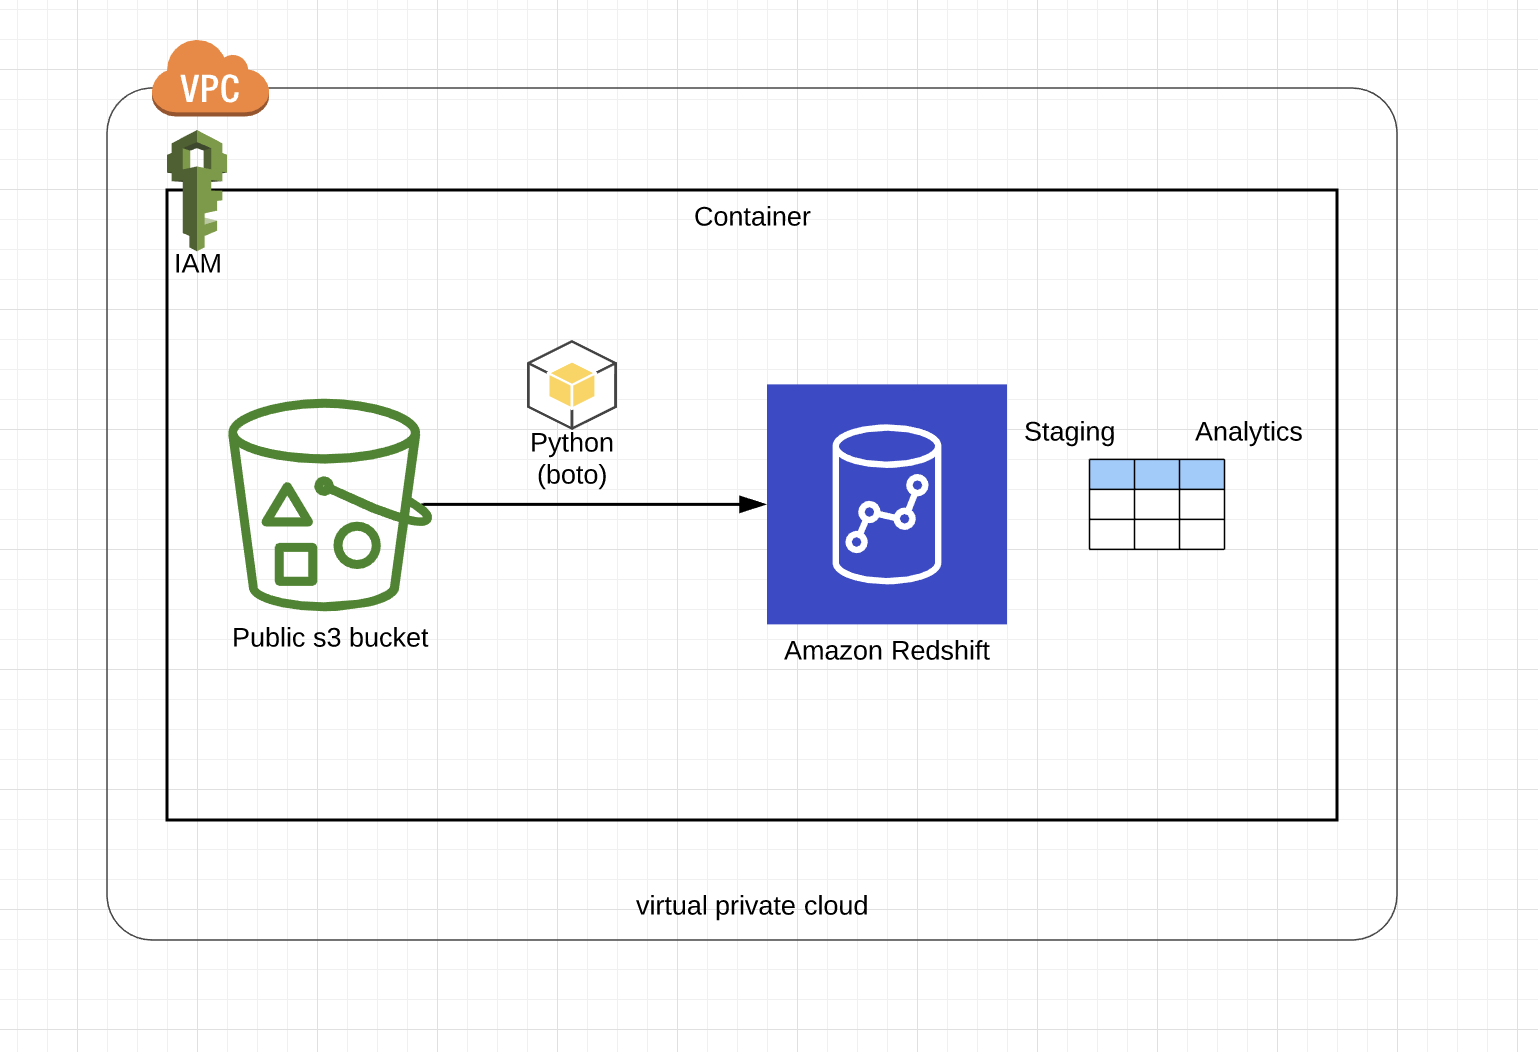 VPC
IAM
Container
Python
(boto)
Staging
Analytics
Public s3 bucket
Amazon Redshift
virtual private cloud